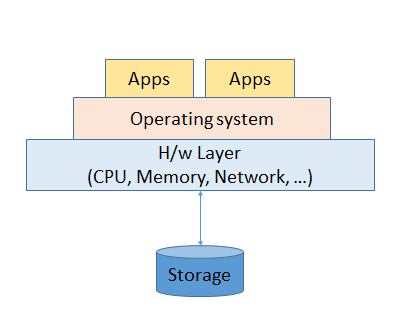 Apps Apps
Operating system
H/w Layer
(CPU, Memory, Network, ...)
Storage